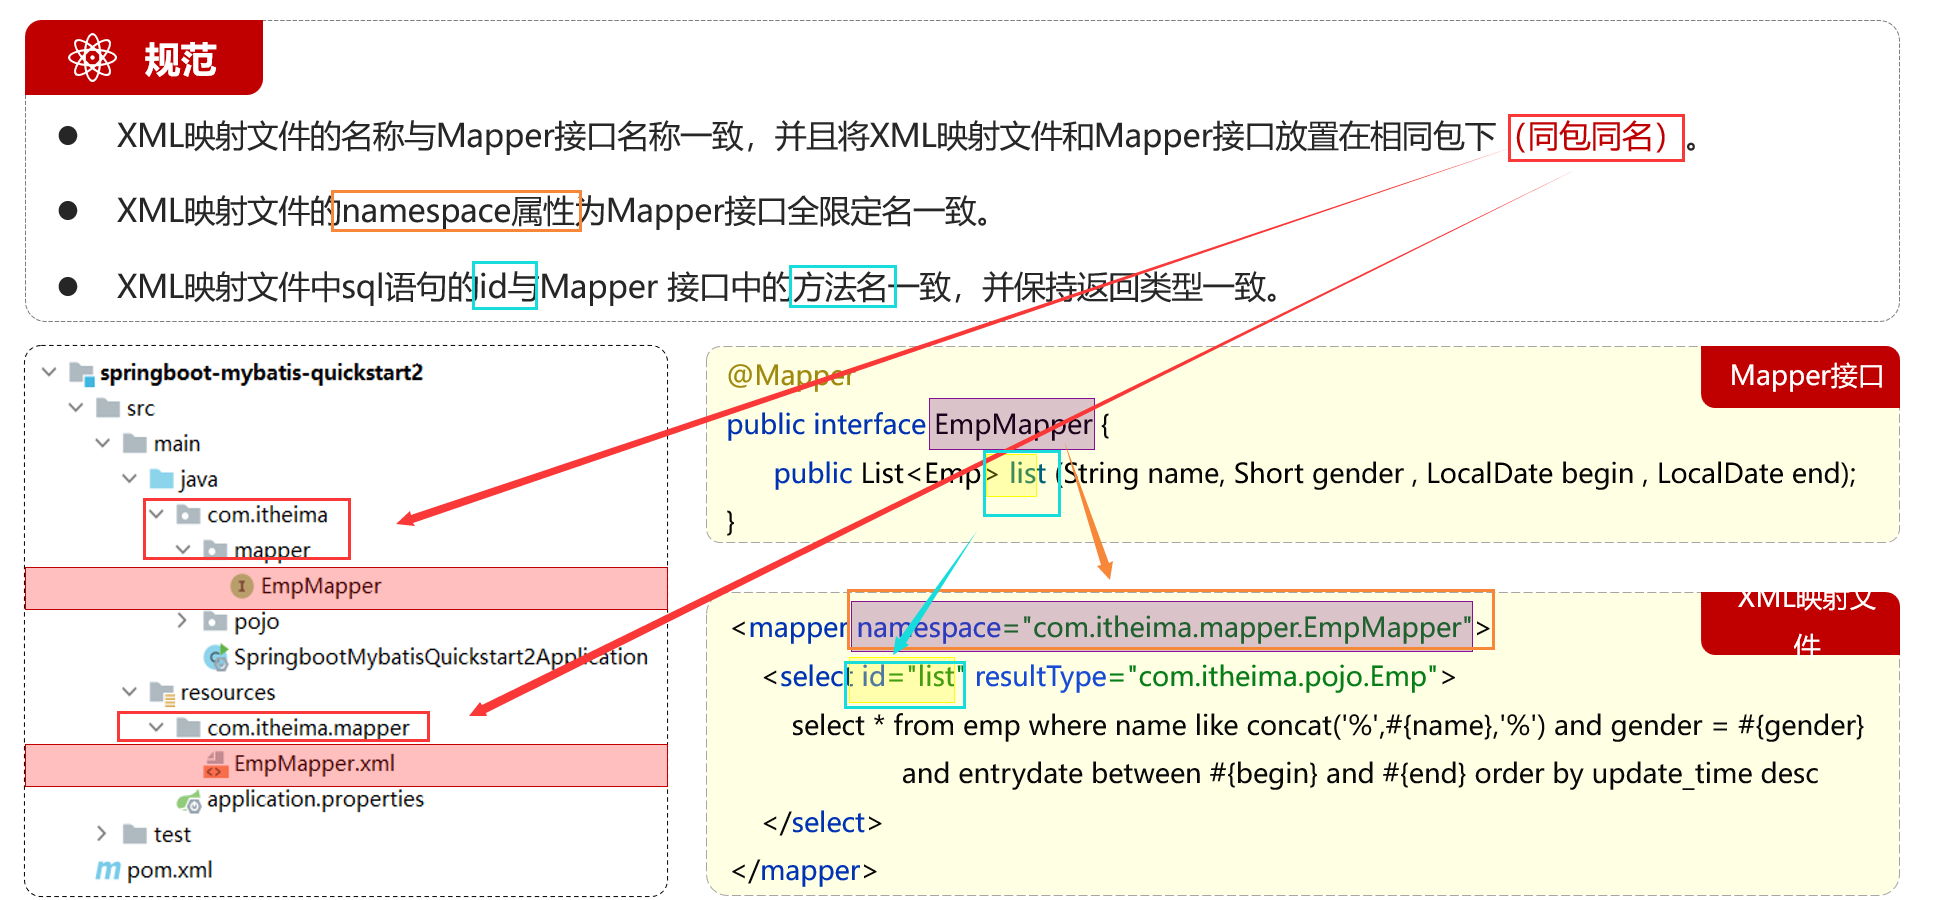 规范
XML映射文件的名称与Mapper接口名称一致，并且将XML映射文件和Mapper接口放置在相同包下（同包同名）。
XML映射文件的namespace属性为Mapper接口全限定名一致。
XML映射文件中sql语句的id与Mapper 接口中的方法名一致，并保持返回类型一致。
springboot-mybatis-quickstart2
src
main
java
com.itheima
mapper
EmpMapper
pojo
SpringbootMybatisQuickstart2Application
resources
com.itheima.mapper
EmpMapper.xml
application.properties
test
pom.xml
Mapper接口
@Mapper
public interface EmpMapper {
public List<Emp> list (String name, Short gender , LocalDate begin , LocalDate end);
}
XML映射文
件
<mapper namespace="com.itheima.mapper.EmpMapper">
<select id="list" resultType="com.itheima.pojo.Emp">
select * from emp where name like concat('%',#{name},'%') and gender = #{gender}
and entrydate between #{begin} and #{end} order by update_time desc
</select>
</mapper>